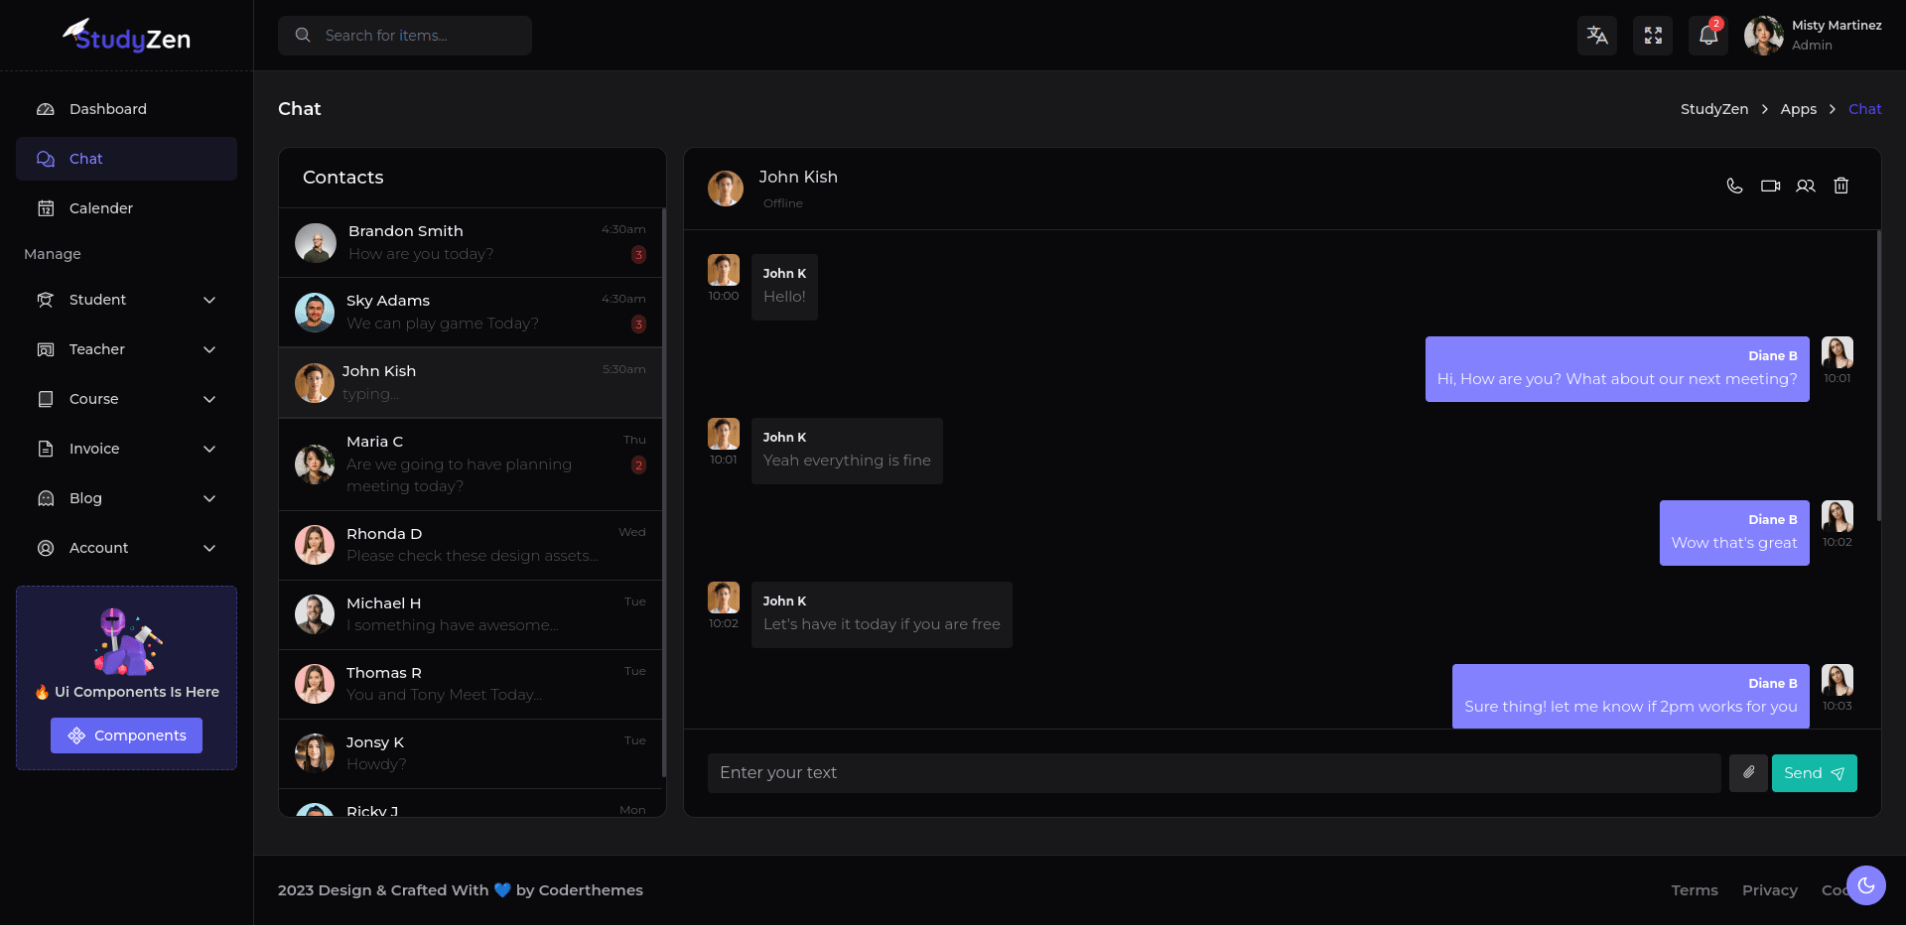 StudyZen
Search for items...
2
Misty Martinez
Admin
Dashboard
Chat
Calender
Manage
Student
Teacher
Course
Invoice
Blog
Account
🔥 Ui Components Is Here
Components
Chat
StudyZen > Apps > Chat
Contacts
Brandon Smith 4:30am
How are you today? 3
Sky Adams 4:30am
We can play game Today? 3
John Kish 5:30am
typing...
Maria C Thu
Are we going to have planning 2
meeting today?
Rhonda D Wed
Please check these design assets...
Michael H Tue
I something have awesome...
Thomas R Tue
You and Tony Meet Today...
Jonsy K Tue
Howdy?
Ricky J Mon
John Kish
Offline
John K
Hello!
10:00
Diane B
Hi, How are you? What about our next meeting?
10:01
John K
Yeah everything is fine
10:01
Diane B
Wow that's great
10:02
John K
Let's have it today if you are free
10:02
Diane B
Sure thing! let me know if 2pm works for you
10:03
Enter your text
Send
2023 Design & Crafted With 💙 by Coderthemes
Terms Privacy